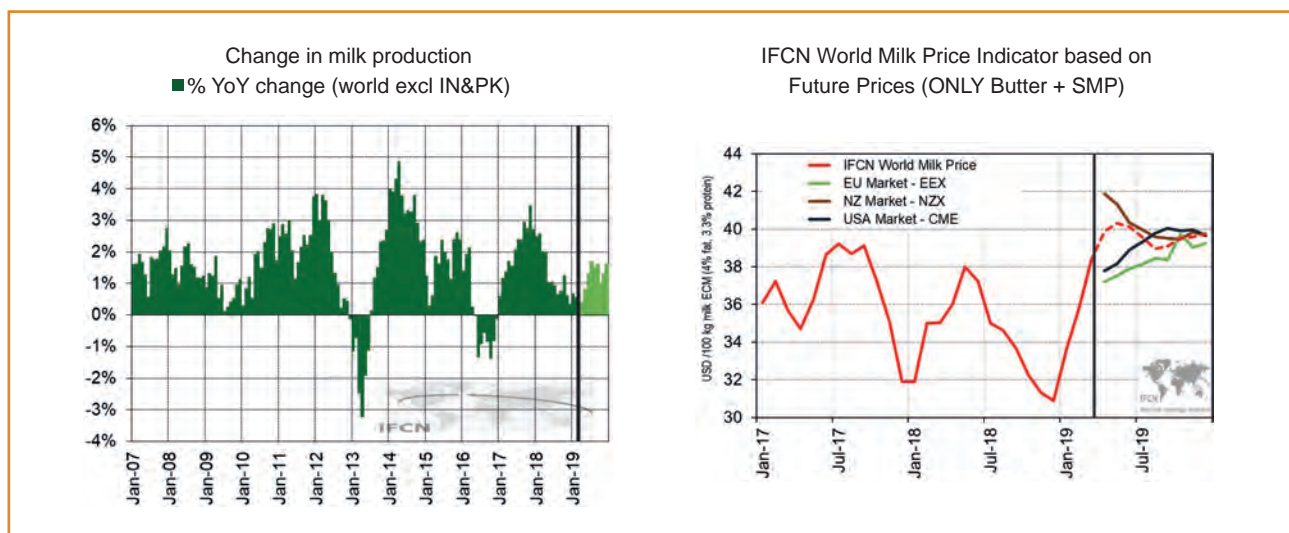 Change in milk production
% YoY change (world excl IN&PK)
6%
5%
4%
3%
2%
1%
0%
-1%
-2%
-3%
-4%
IFCN
Jan-07
Jan-08
Jan-09
Jan-10
Jan-11
Jan-12
Jan-13
Jan-14
Jan-15
Jan-16
Jan-17
Jan-18
Jan-19
IFCN World Milk Price Indicator based on
Future Prices (ONLY Butter + SMP)
USD /100 kg milk ECM (4% fat, 3.3% protein)
44
42
40
38
36
34
32
30
IFCN World Milk Price
EU Market - EEX
NZ Market - NZX
USA Market - CME
IFCN
Jan-17
Jul-17
Jan-18
Jul-18
Jan-19
Jul-19